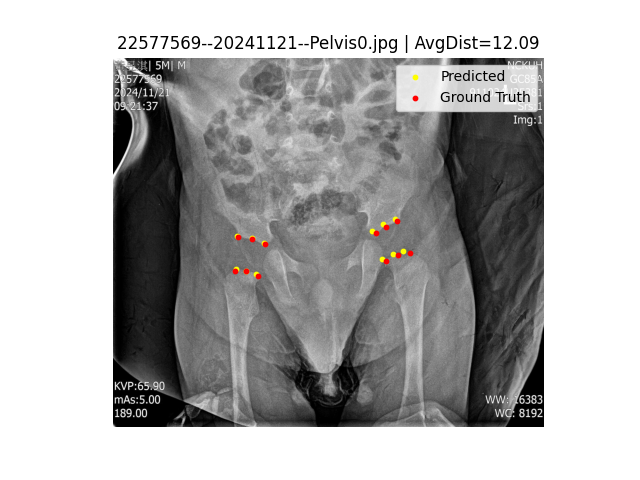 22577569--20241121--Pelvis0.jpg | AvgDist=12.09
5M| M
22577569
2024/11/21
09:21:37
NCKUH
GC85A
Predicted
Ground Truth
Img:1
KVP:65.90
mAs:5.00
189.00
WW: 16383
WC: 8192